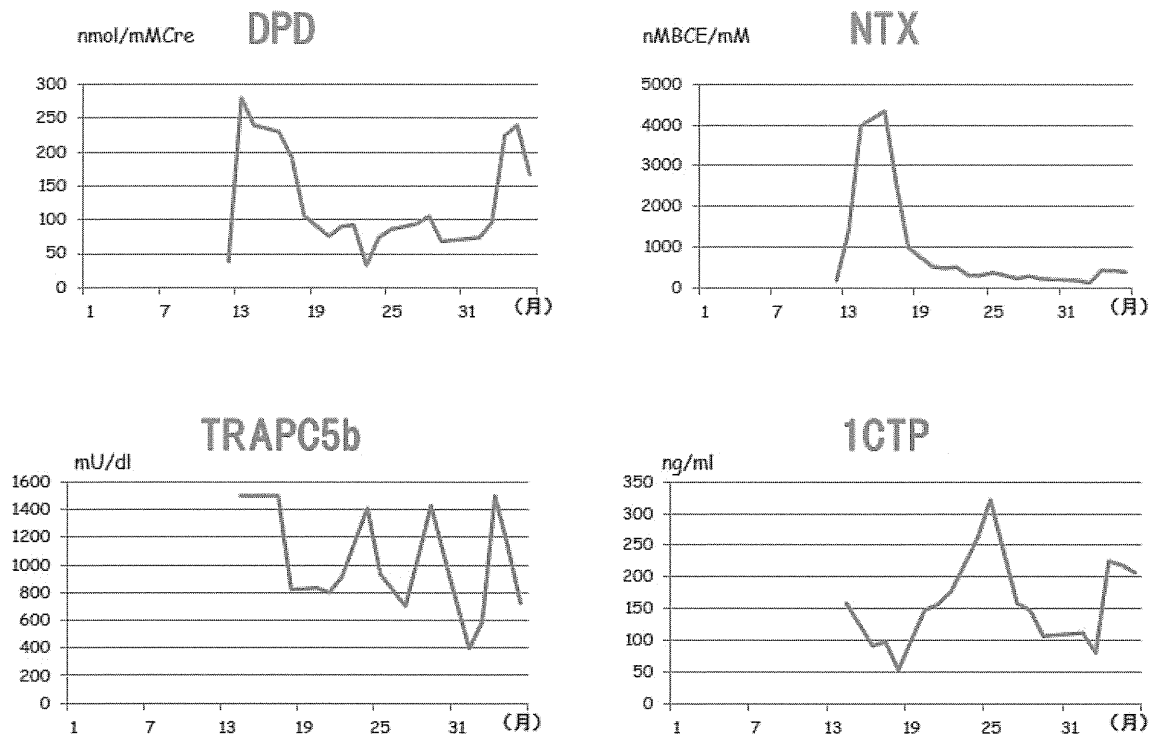 DPD
nmol/mMCre
300
250
200
150
100
50
0
1 7 13 19 25 31 (月)
NTX
nMBCE/mM
5000
4000
3000
2000
1000
0
1 7 13 19 25 31 (月)
TRAPC5b
mU/dl
1600
1400
1200
1000
800
600
400
200
0
1 7 13 19 25 31 (月)
1CTP
ng/ml
350
300
250
200
150
100
50
0
1 7 13 19 25 31 (月)